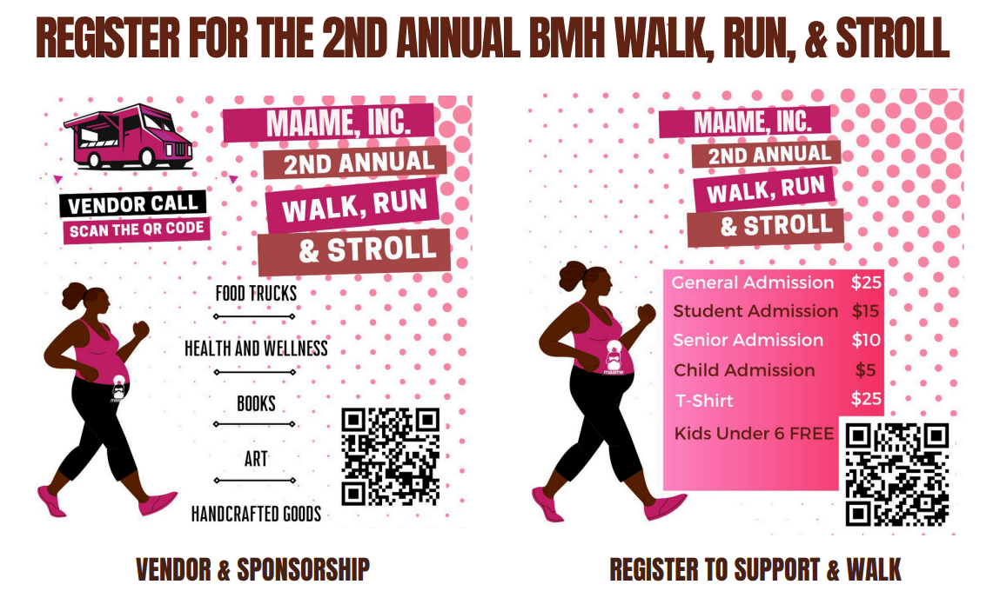 REGISTER FOR THE 2ND ANNUAL BMH WALK, RUN, & STROLL
MAAME, INC.
2ND ANNUAL
WALK, RUN
& STROLL
VENDOR CALL
SCAN THE QR CODE
FOOD TRUCKS
HEALTH AND WELLNESS
BOOKS
ART
HANDCRAFTED GOODS
maame
VENDOR & SPONSORSHIP
MAAME, INC.
2ND ANNUAL
WALK, RUN
& STROLL
General Admission $25
Student Admission $15
Senior Admission $10
Child Admission $5
T-Shirt $25
Kids Under 6 FREE
maame
REGISTER TO SUPPORT & WALK